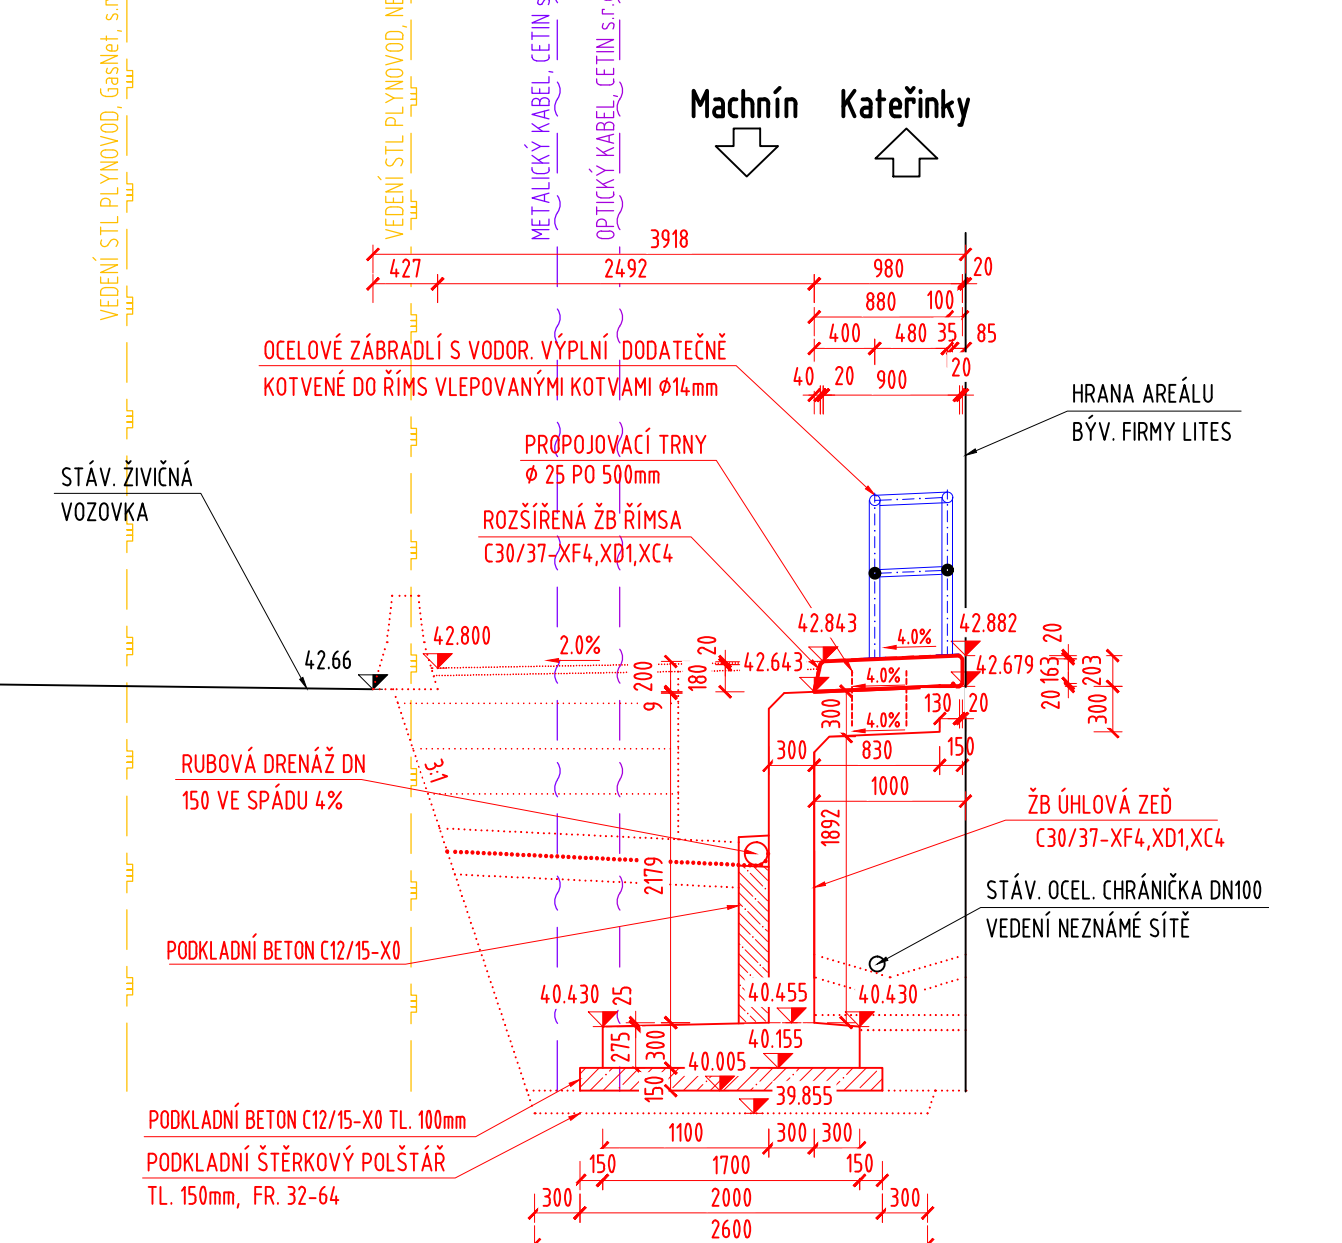 VEDENÍ STL PLYNOVOD, GasNet, s.r
VEDENÍ STL PLYNOVOD, NE
METALICKÝ KABEL, CETIN s
OPTICKÝ KABEL, CETIN s.r.
Machnín Kateřinky
3918
427 2492 980 20
880 100
400 480 35 85
40 20 900 20
OCELOVÉ ZÁBRADLÍ S VODOR. VÝPLNÍ DODATEČNĚ
KOTVENÉ DO ŘÍMS VLEPOVANÝMI KOTVAMI φ14mm
HRANA AREÁLU
BÝV. FIRMY LITES
PROPOJOVACÍ TRNY
φ 25 PO 500mm
STÁV. ŽIVIČNÁ
VOZOVKA
ROZŠÍŘENÁ ŽB ŘÍMSA
C30/37-XF4,XD1,XC4
42.66
42.800
2.0%
200
9
180
20
42.643
42.843
4.0%
42.882
42.679
4.0%
4.0%
20
163
20
203
300
130 20
300
300 830 150
1000
3:1
RUBOVÁ DRENÁŽ DN
150 VE SPÁDU 4%
ŽB ÚHLOVÁ ZEĎ
C30/37-XF4,XD1,XC4
2179
1892
STÁV. OCEL. CHRÁNIČKA DN100
VEDENÍ NEZNÁMÉ SÍTĚ
PODKLADNÍ BETON C12/15-X0
40.430 25 40.455 40.430
275
300
40.155
40.005
150
39.855
PODKLADNÍ BETON C12/15-X0 TL. 100mm
PODKLADNÍ ŠTĚRKOVÝ POLŠTÁŘ
TL. 150mm, FR. 32-64
1100 300 300
150 1700 150
300 2000 300
2600